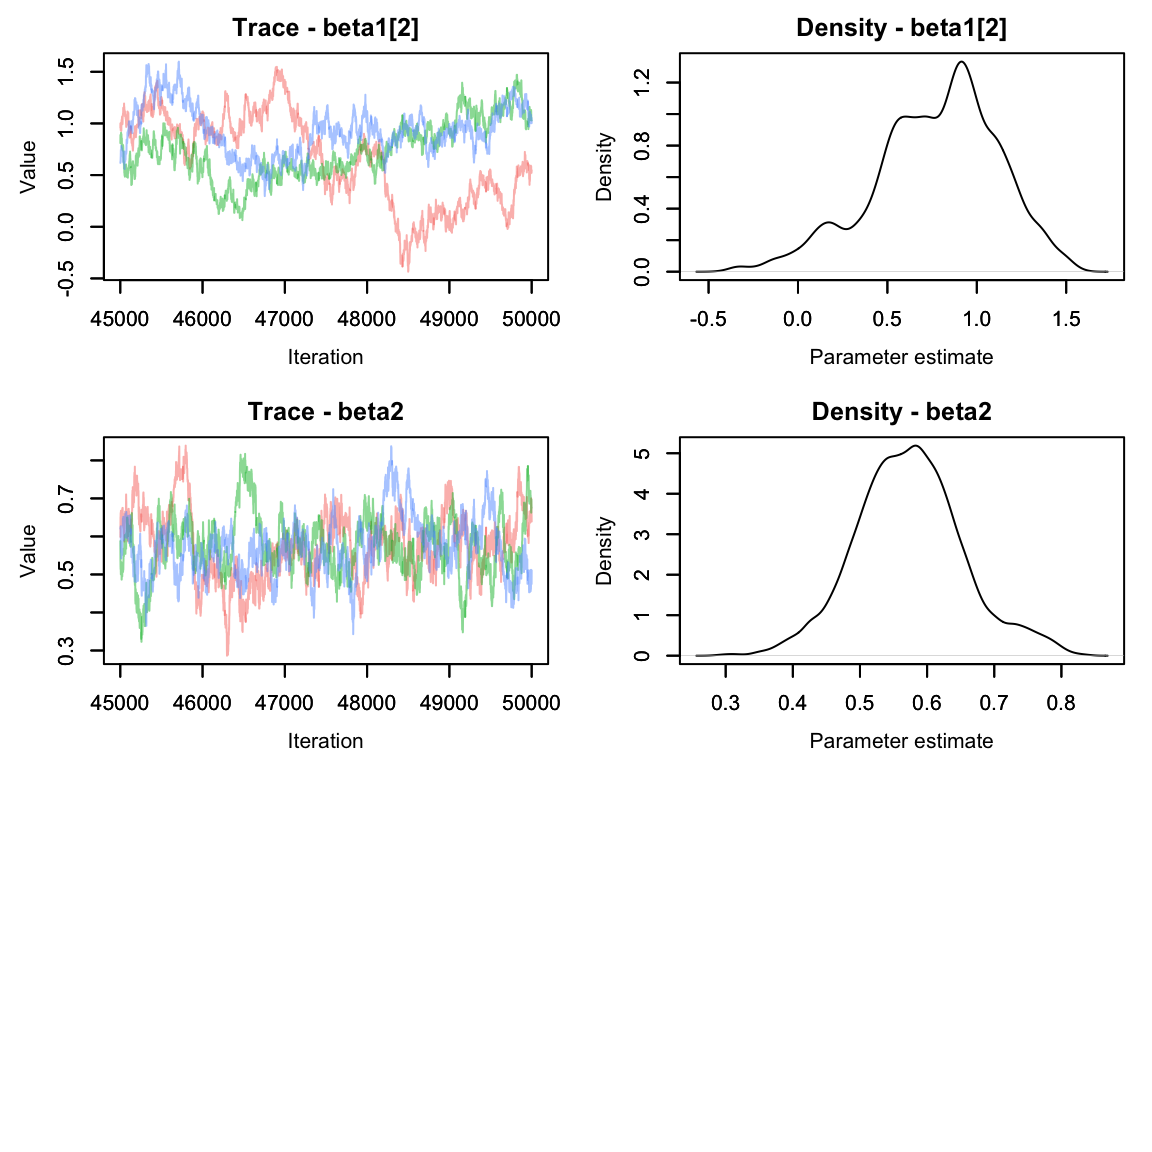 Trace - beta1[2]
Value
-0.5 0.0 0.5 1.0 1.5
45000 46000 47000 48000 49000 50000
Iteration
Density - beta1[2]
Density
0.0 0.4 0.8 1.2
-0.5 0.0 0.5 1.0 1.5
Parameter estimate
Trace - beta2
Value
0.3 0.5 0.7
45000 46000 47000 48000 49000 50000
Iteration
Density - beta2
Density
0 1 2 3 4 5
0.3 0.4 0.5 0.6 0.7 0.8
Parameter estimate